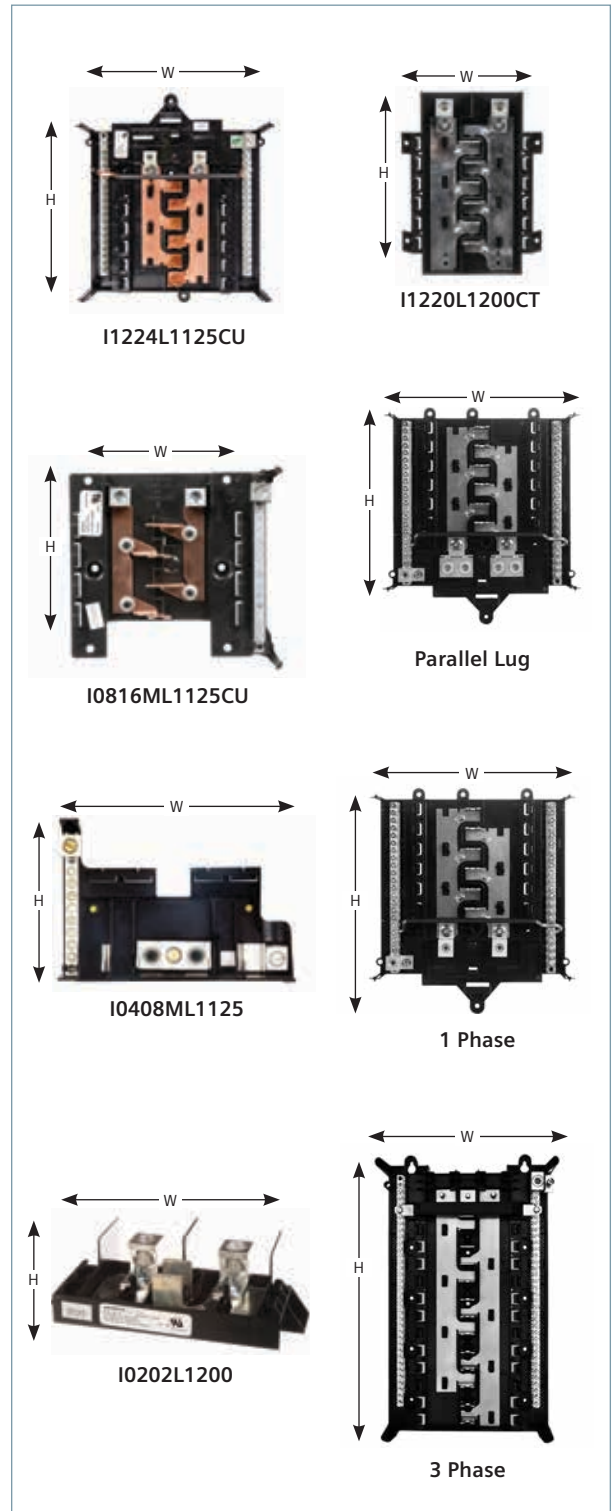 W
W
H
H
I1224L1125CU
I1220L1200CT
W
W
H
H
I0816ML1125CU
Parallel Lug
W
W
H
H
I0408ML1125
1 Phase
W
W
H
H
I0202L1200
3 Phase